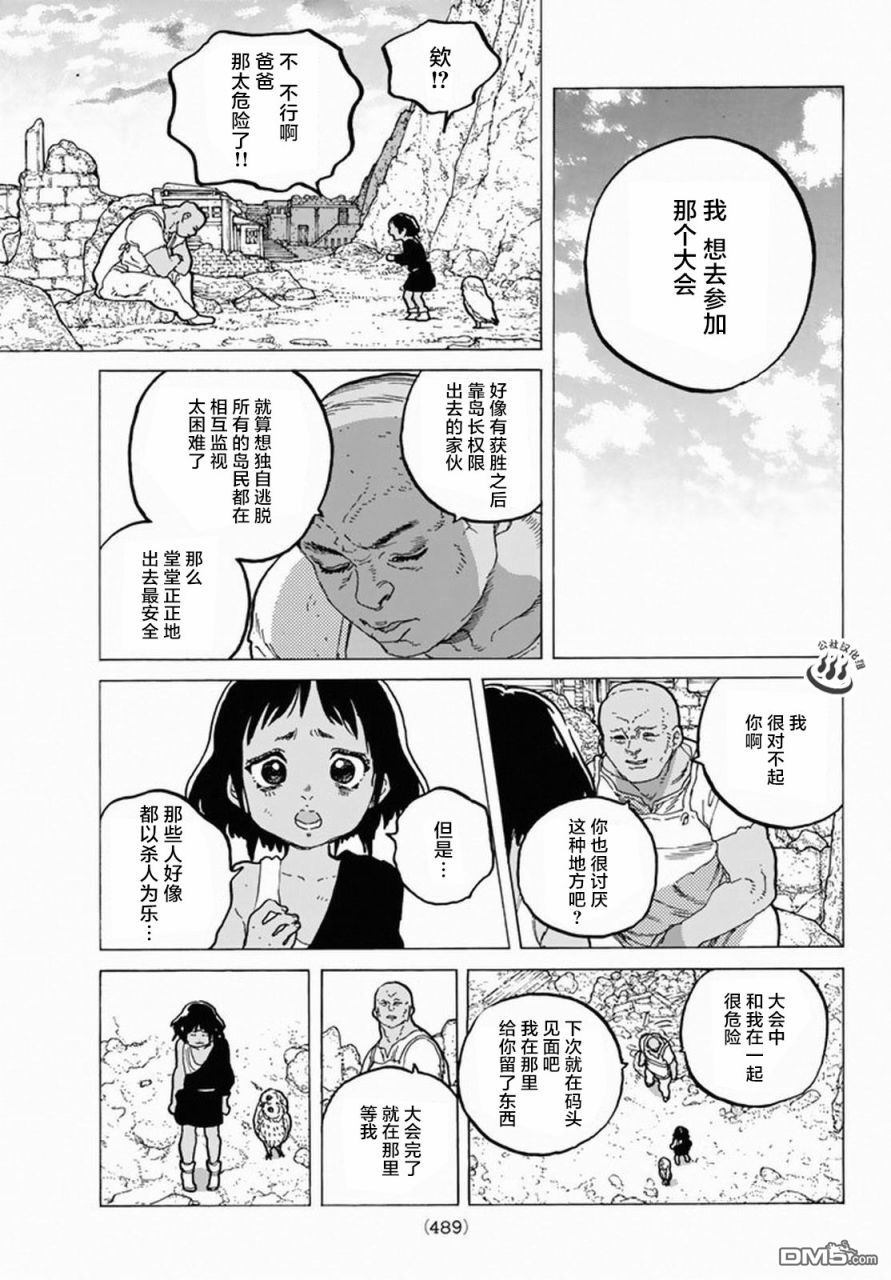 我 想去参加
那个大会
欸
!?
不 不行啊
爸爸
那太危险了!!
好像有获胜之后
靠岛长权限
出去的家伙
就算想独自逃脱
所有的岛民都在
相互监视
太困难了
那么
堂堂正正地
出去最安全
公社汉化组
我
很对不起
你啊
你也很讨厌
这种地方吧？
但是…
那些人好像
都以杀人为乐…
大会中
和我在一起
很危险
下次就在码头
见面吧
我在那里
给你留了东西
大会完了
就在那里
等我
(489)
DM5.com